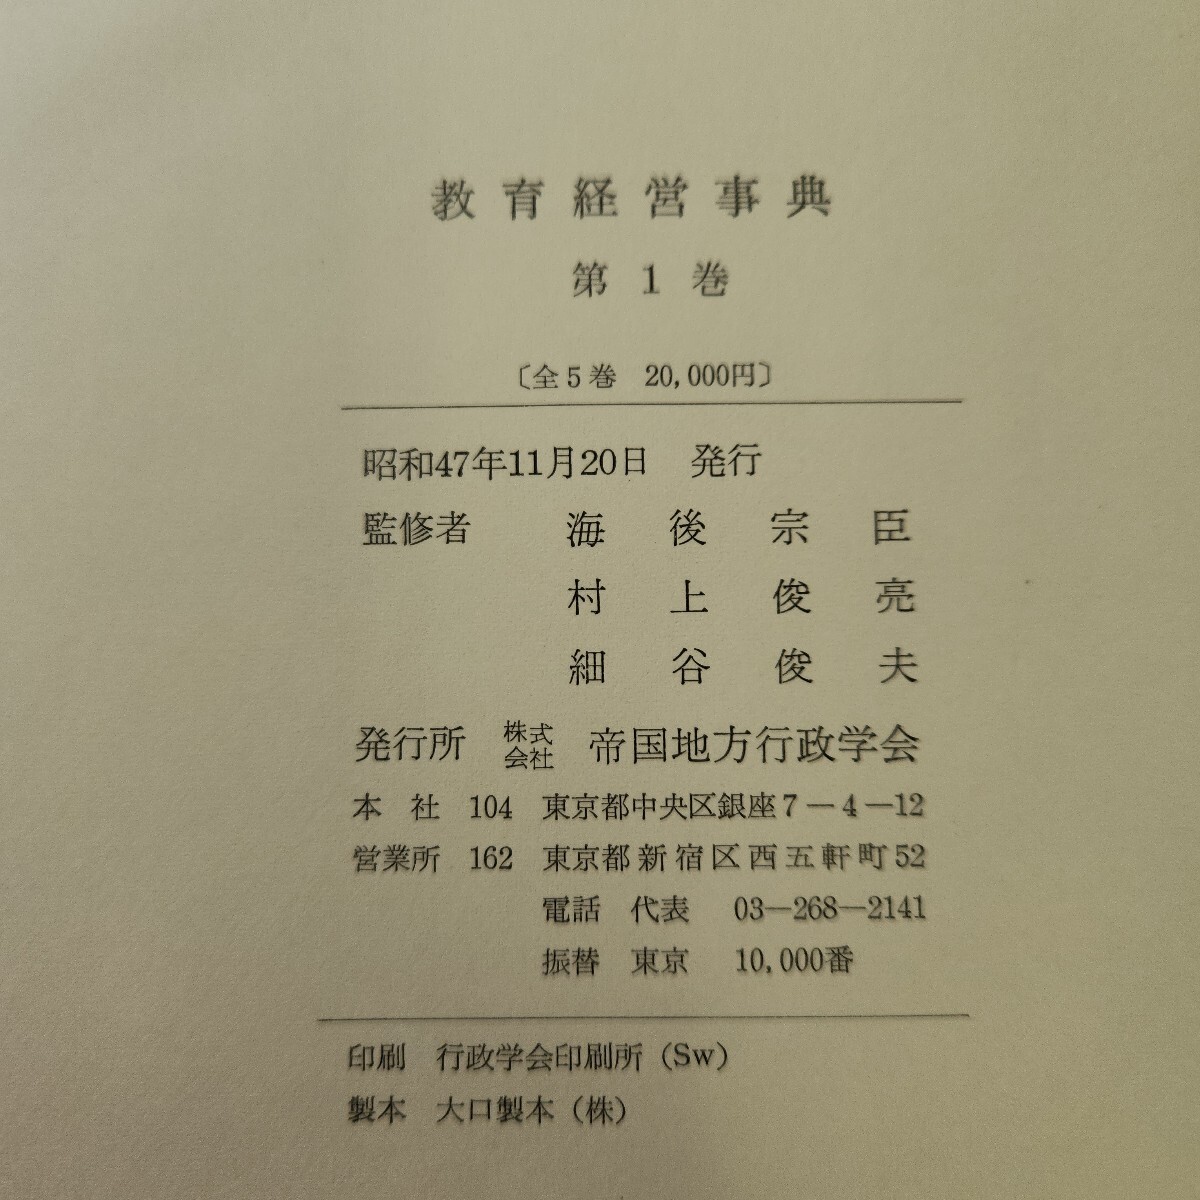 教育経営事典
第1巻
〔全5巻 20,000円〕
昭和47年11月20日 発行
監修者 海後宗臣
村上俊亮
細谷俊夫
発行所 株式会社 帝国地方行政学会
本社 104 東京都中央区銀座7―4―12
営業所 162 東京都新宿区西五軒町52
電話 代表 03―268―2141
振替 東京 10,000番
印刷 行政学会印刷所(Sw)
製本 大口製本(株)